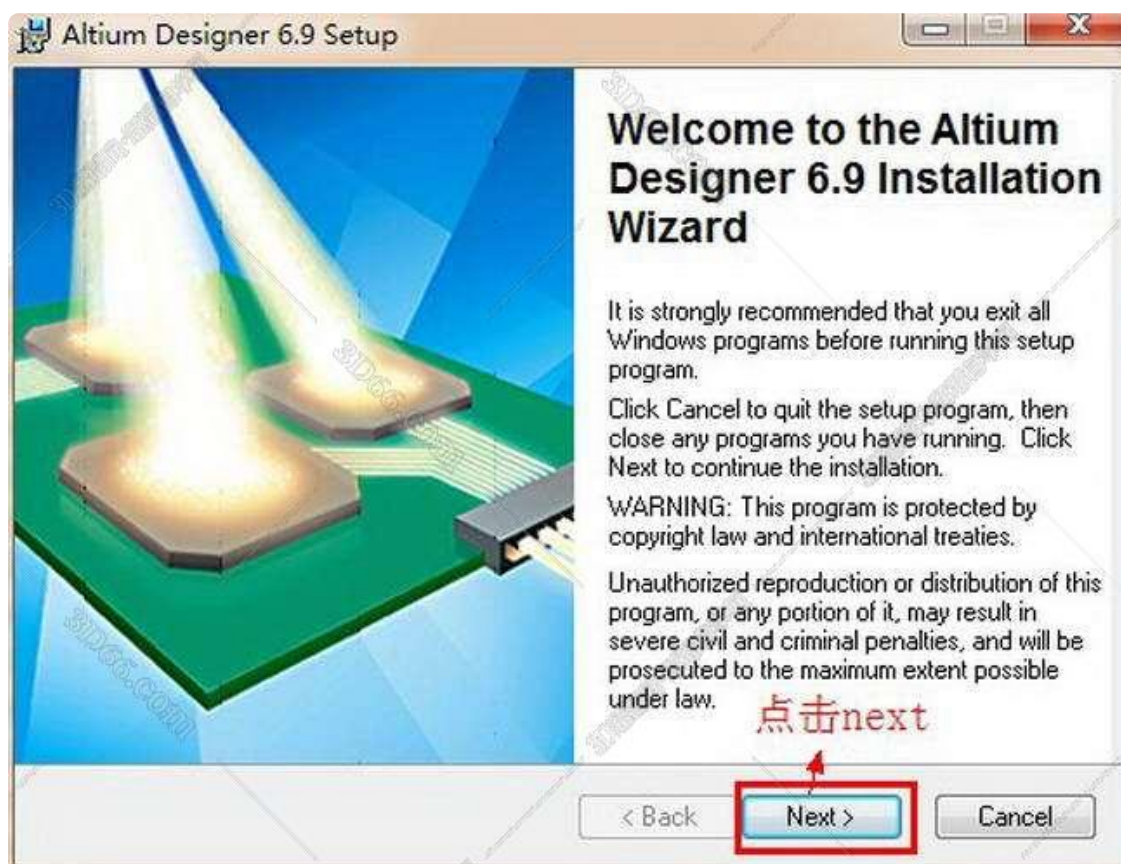 Altium Designer 6.9 Setup
Welcome to the Altium
Designer 6.9 Installation
Wizard
It is strongly recommended that you exit all
Windows programs before running this setup
program.
Click Cancel to quit the setup program, then
close any programs you have running.  Click
Next to continue the installation.
WARNING: This program is protected by
copyright law and international treaties.
Unauthorized reproduction or distribution of this
program, or any portion of it, may result in
severe civil and criminal penalties, and will be
prosecuted to the maximum extent possible
under law.
点击next
< Back
Next >
Cancel
3D66.com
3D66.com